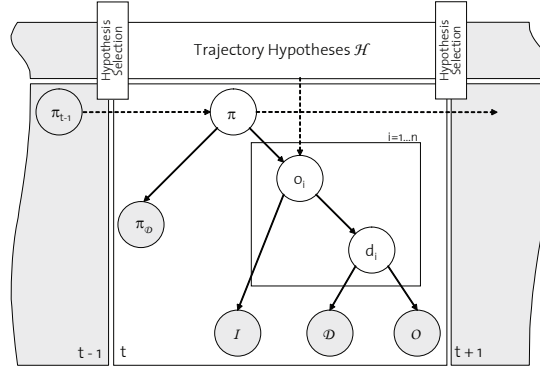 Hypothesis
Selection
Trajectory Hypotheses ℋ
Hypothesis
Selection
π_{t-1}
π
i=1...n
o_i
π_𝒟
d_i
I
𝒟
O
t - 1
t
t + 1